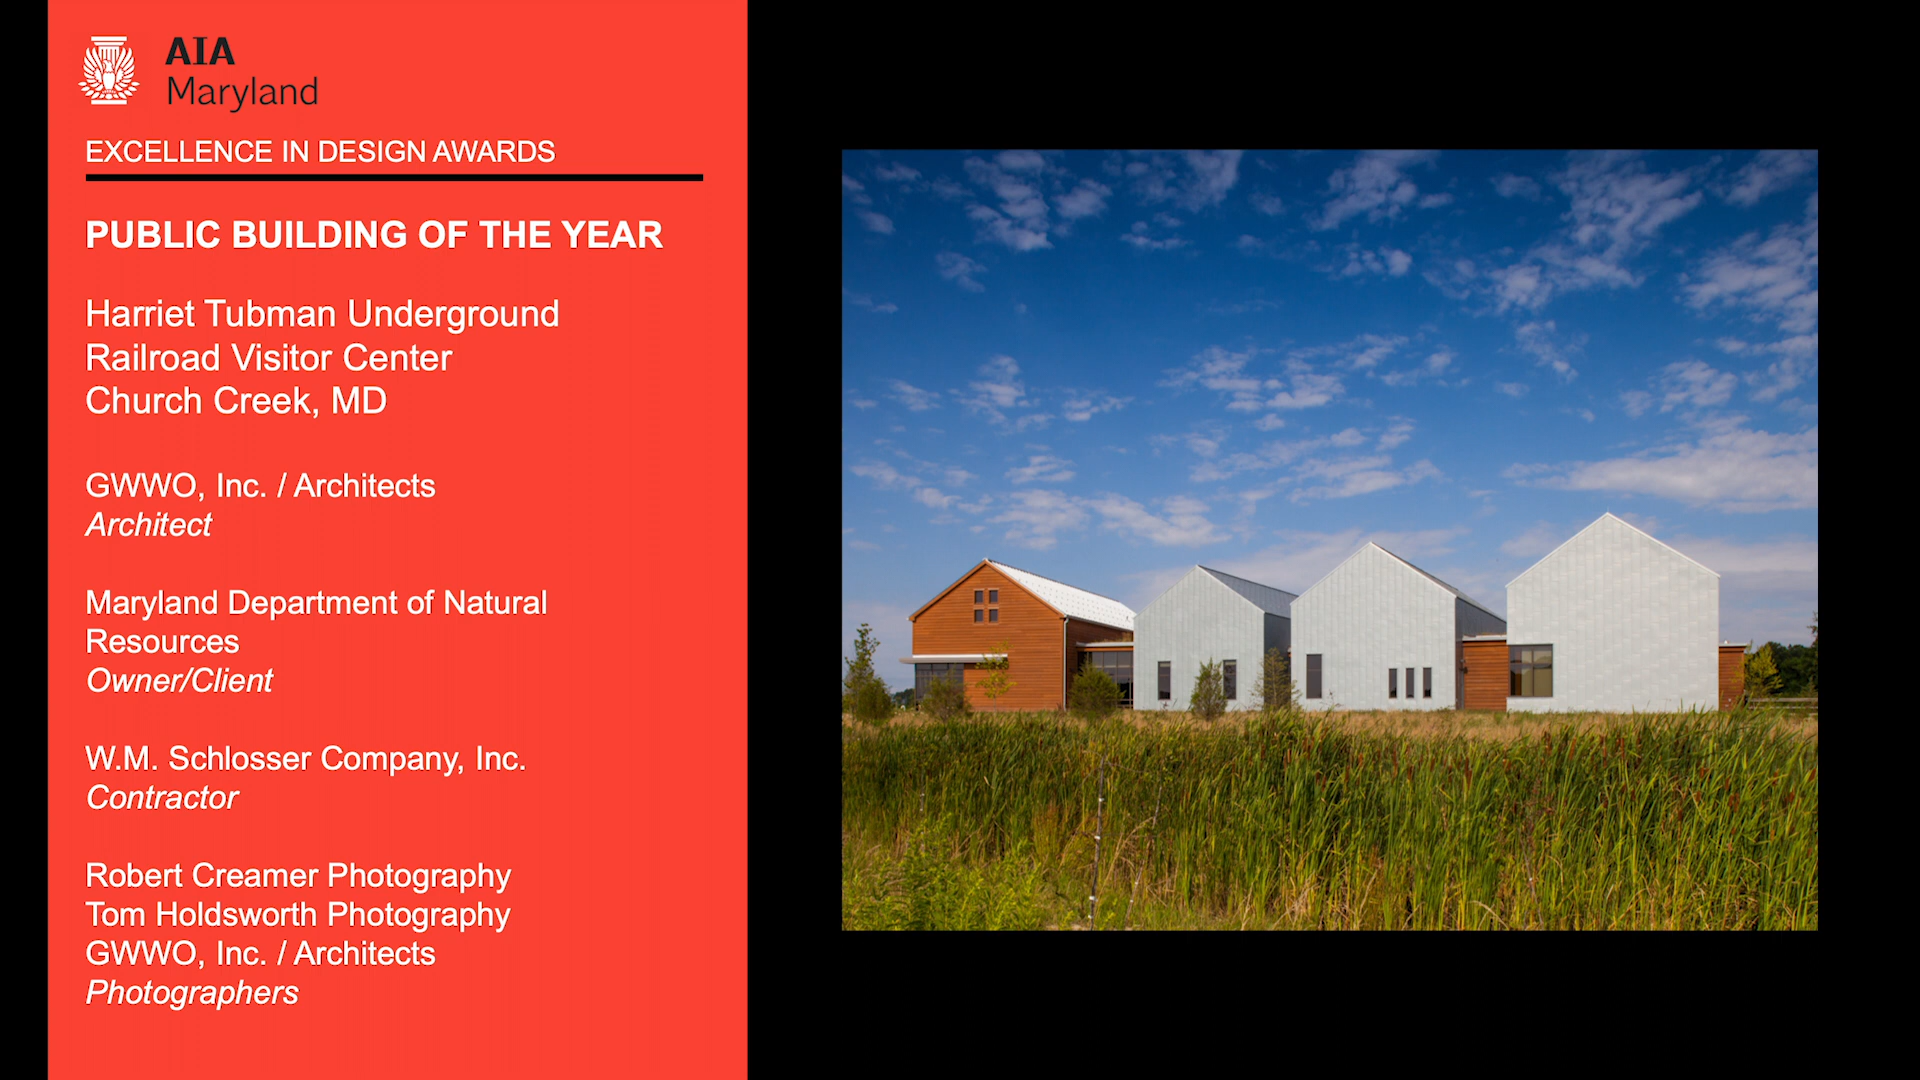 AIA
Maryland
EXCELLENCE IN DESIGN AWARDS
PUBLIC BUILDING OF THE YEAR
Harriet Tubman Underground
Railroad Visitor Center
Church Creek, MD
GWWO, Inc. / Architects
Architect
Maryland Department of Natural
Resources
Owner/Client
W.M. Schlosser Company, Inc.
Contractor
Robert Creamer Photography
Tom Holdsworth Photography
GWWO, Inc. / Architects
Photographers